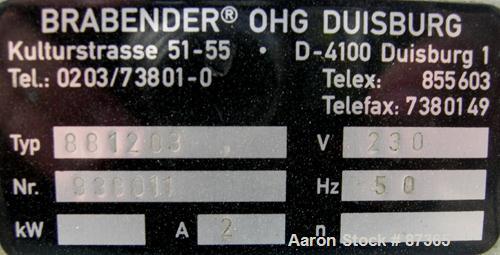 BRABENDER® OHG DUISBURG
Kulturstrasse 51-55 • D-4100 Duisburg 1
Tel.: 0203/73801-0 Telex: 855603
Telefax: 7380149
Typ 881203 V 230
Nr. Hz 50
kW A 2 n
Aaron Stock # 87365